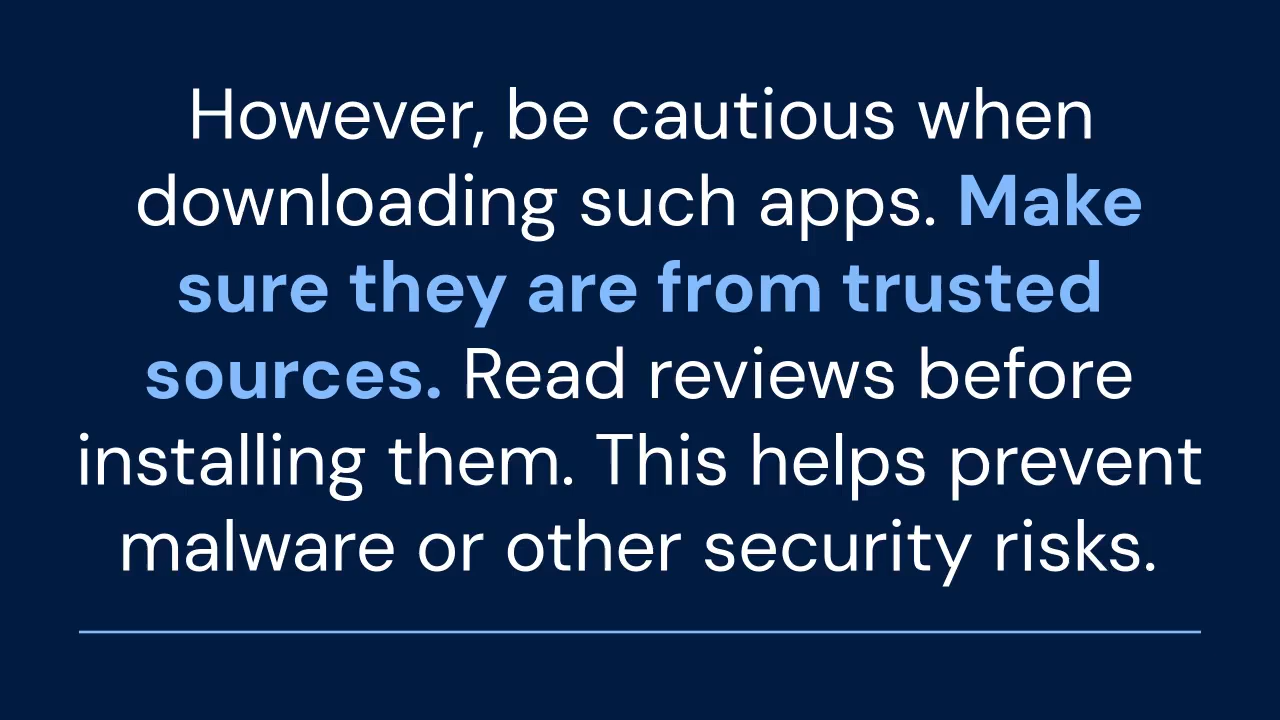 However, be cautious when
downloading such apps. Make
sure they are from trusted
sources. Read reviews before
installing them. This helps prevent
malware or other security risks.